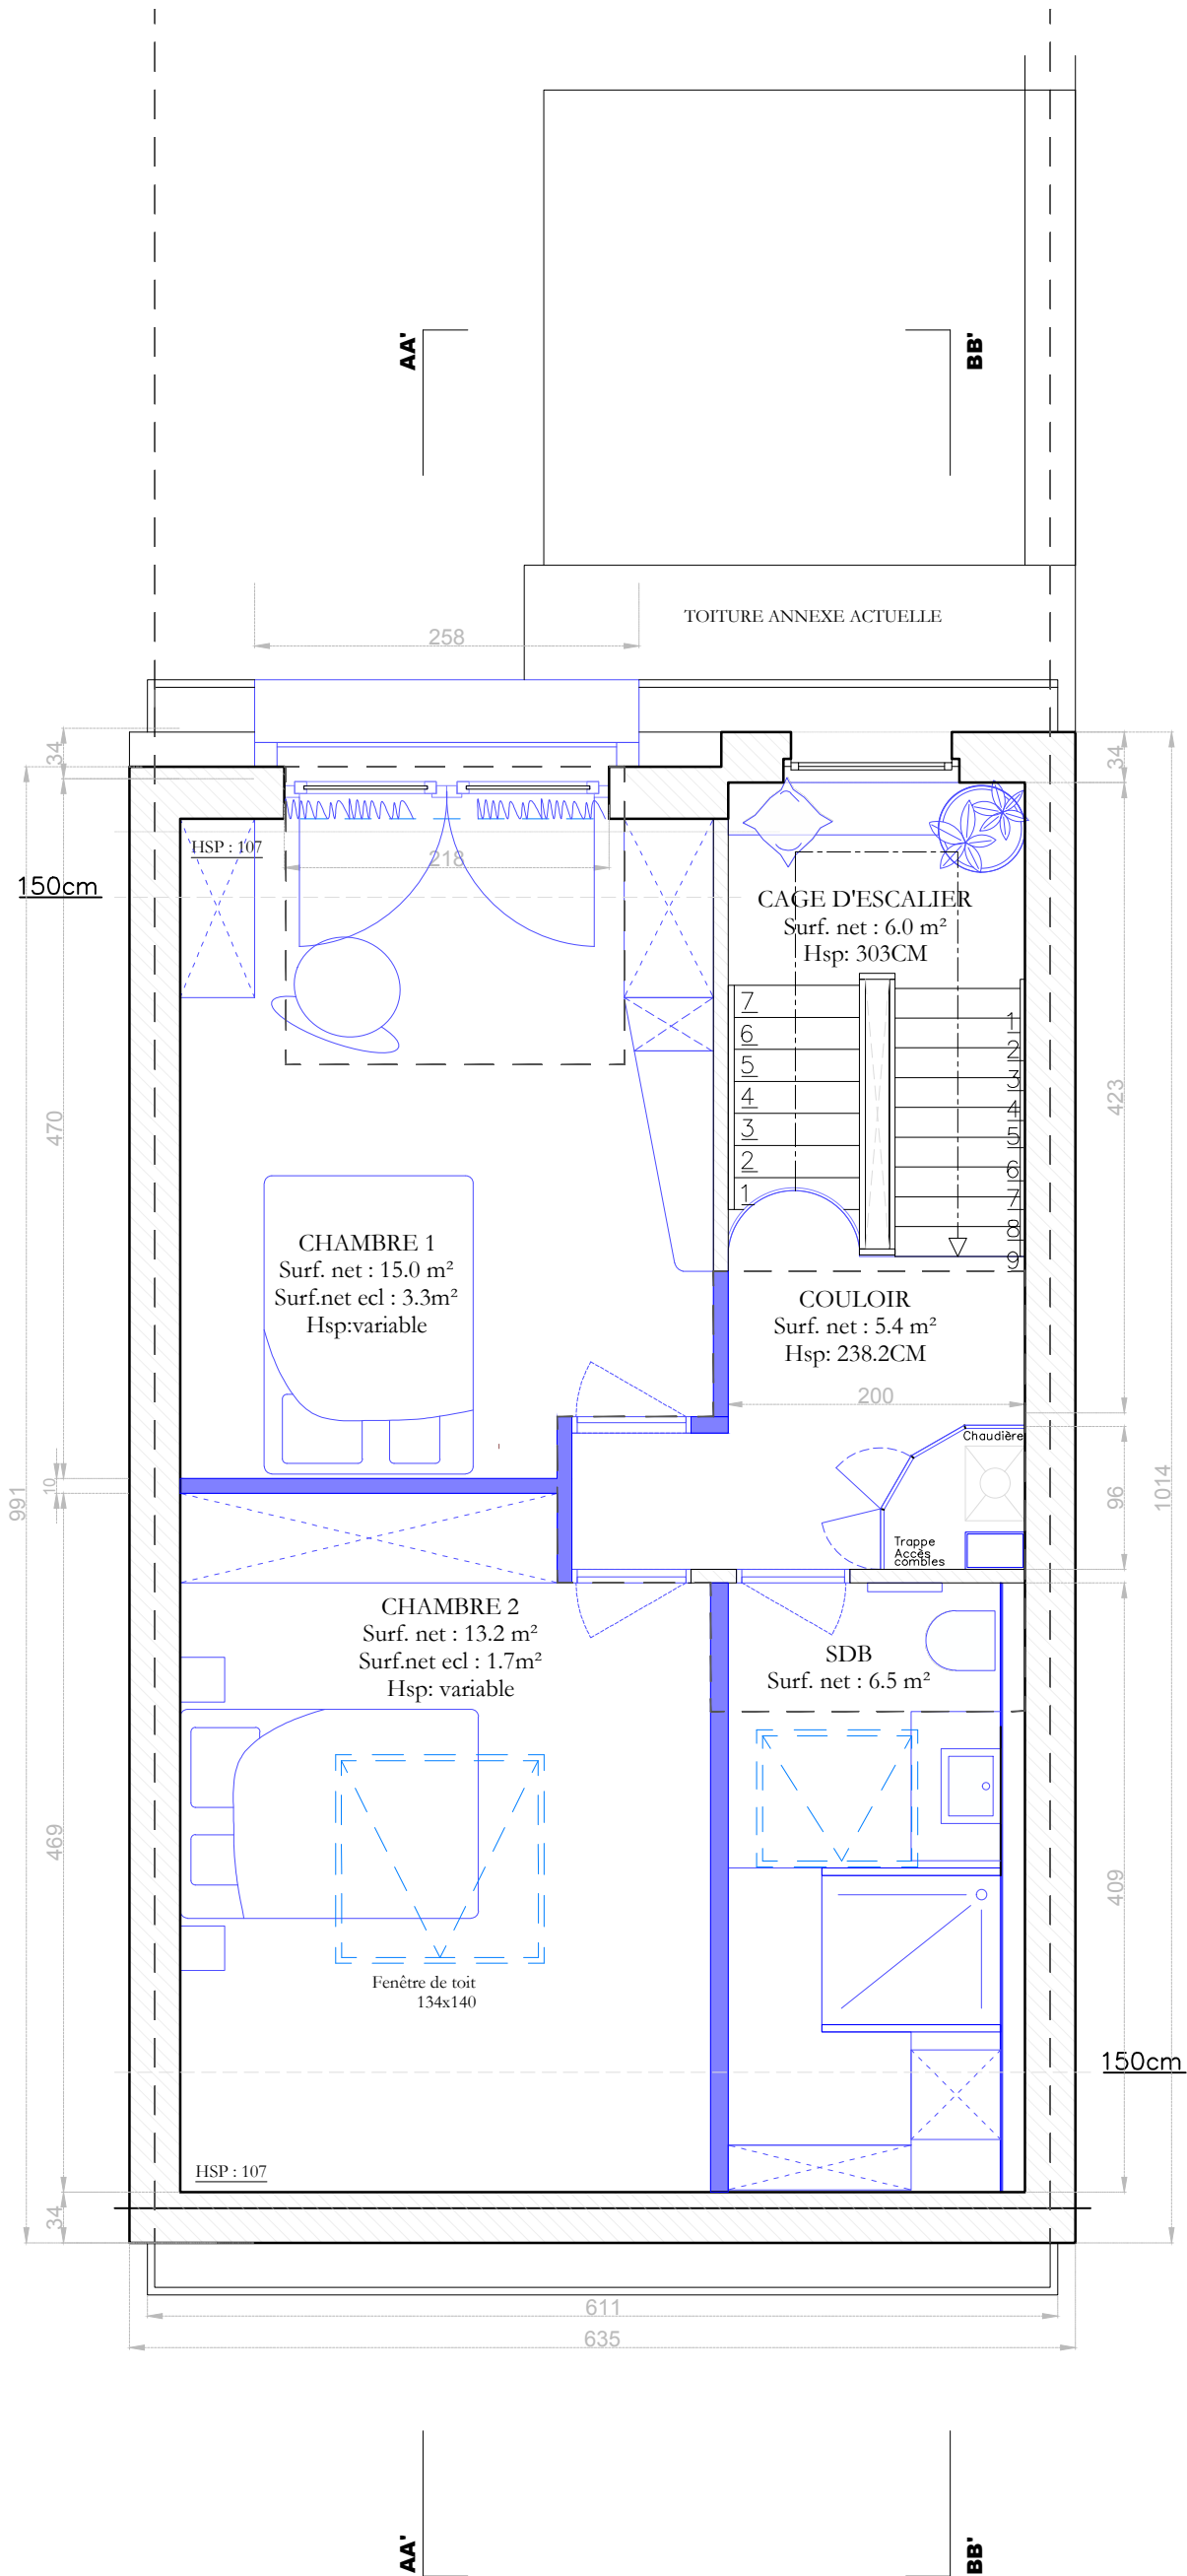 AA'
BB'
TOITURE ANNEXE ACTUELLE
258
34
34
HSP : 107
218
150cm
CAGE D'ESCALIER
Surf. net : 6.0 m²
Hsp: 303CM
7
6
5
4
3
2
1
1
2
3
4
5
6
7
8
9
470
423
CHAMBRE 1
Surf. net : 15.0 m²
Surf.net ecl : 3.3m²
Hsp:variable
COULOIR
Surf. net : 5.4 m²
Hsp: 238.2CM
200
Chaudière
10
991
96
1014
Trappe
Accès
combles
CHAMBRE 2
Surf. net : 13.2 m²
Surf.net ecl : 1.7m²
Hsp: variable
SDB
Surf. net : 6.5 m²
469
409
Fenêtre de toit
134x140
150cm
HSP : 107
34
611
635
AA'
BB'